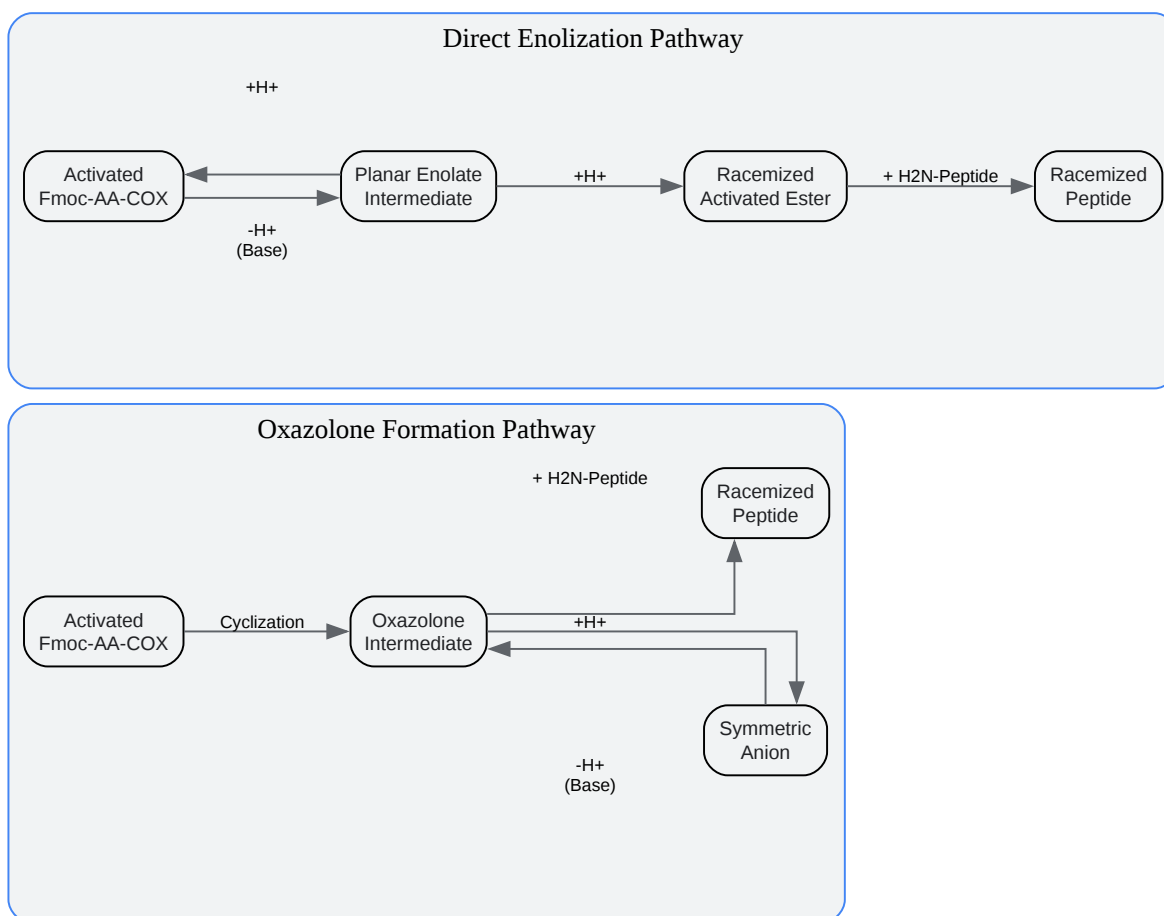 Direct Enolization Pathway
+H+
Activated
Fmoc-AA-COX
Planar Enolate
Intermediate
+H+
Racemized
Activated Ester
+ H2N-Peptide
Racemized
Peptide
-H+
(Base)
Oxazolone Formation Pathway
+ H2N-Peptide
Racemized
Peptide
Activated
Fmoc-AA-COX
Cyclization
Oxazolone
Intermediate
+H+
Symmetric
Anion
-H+
(Base)